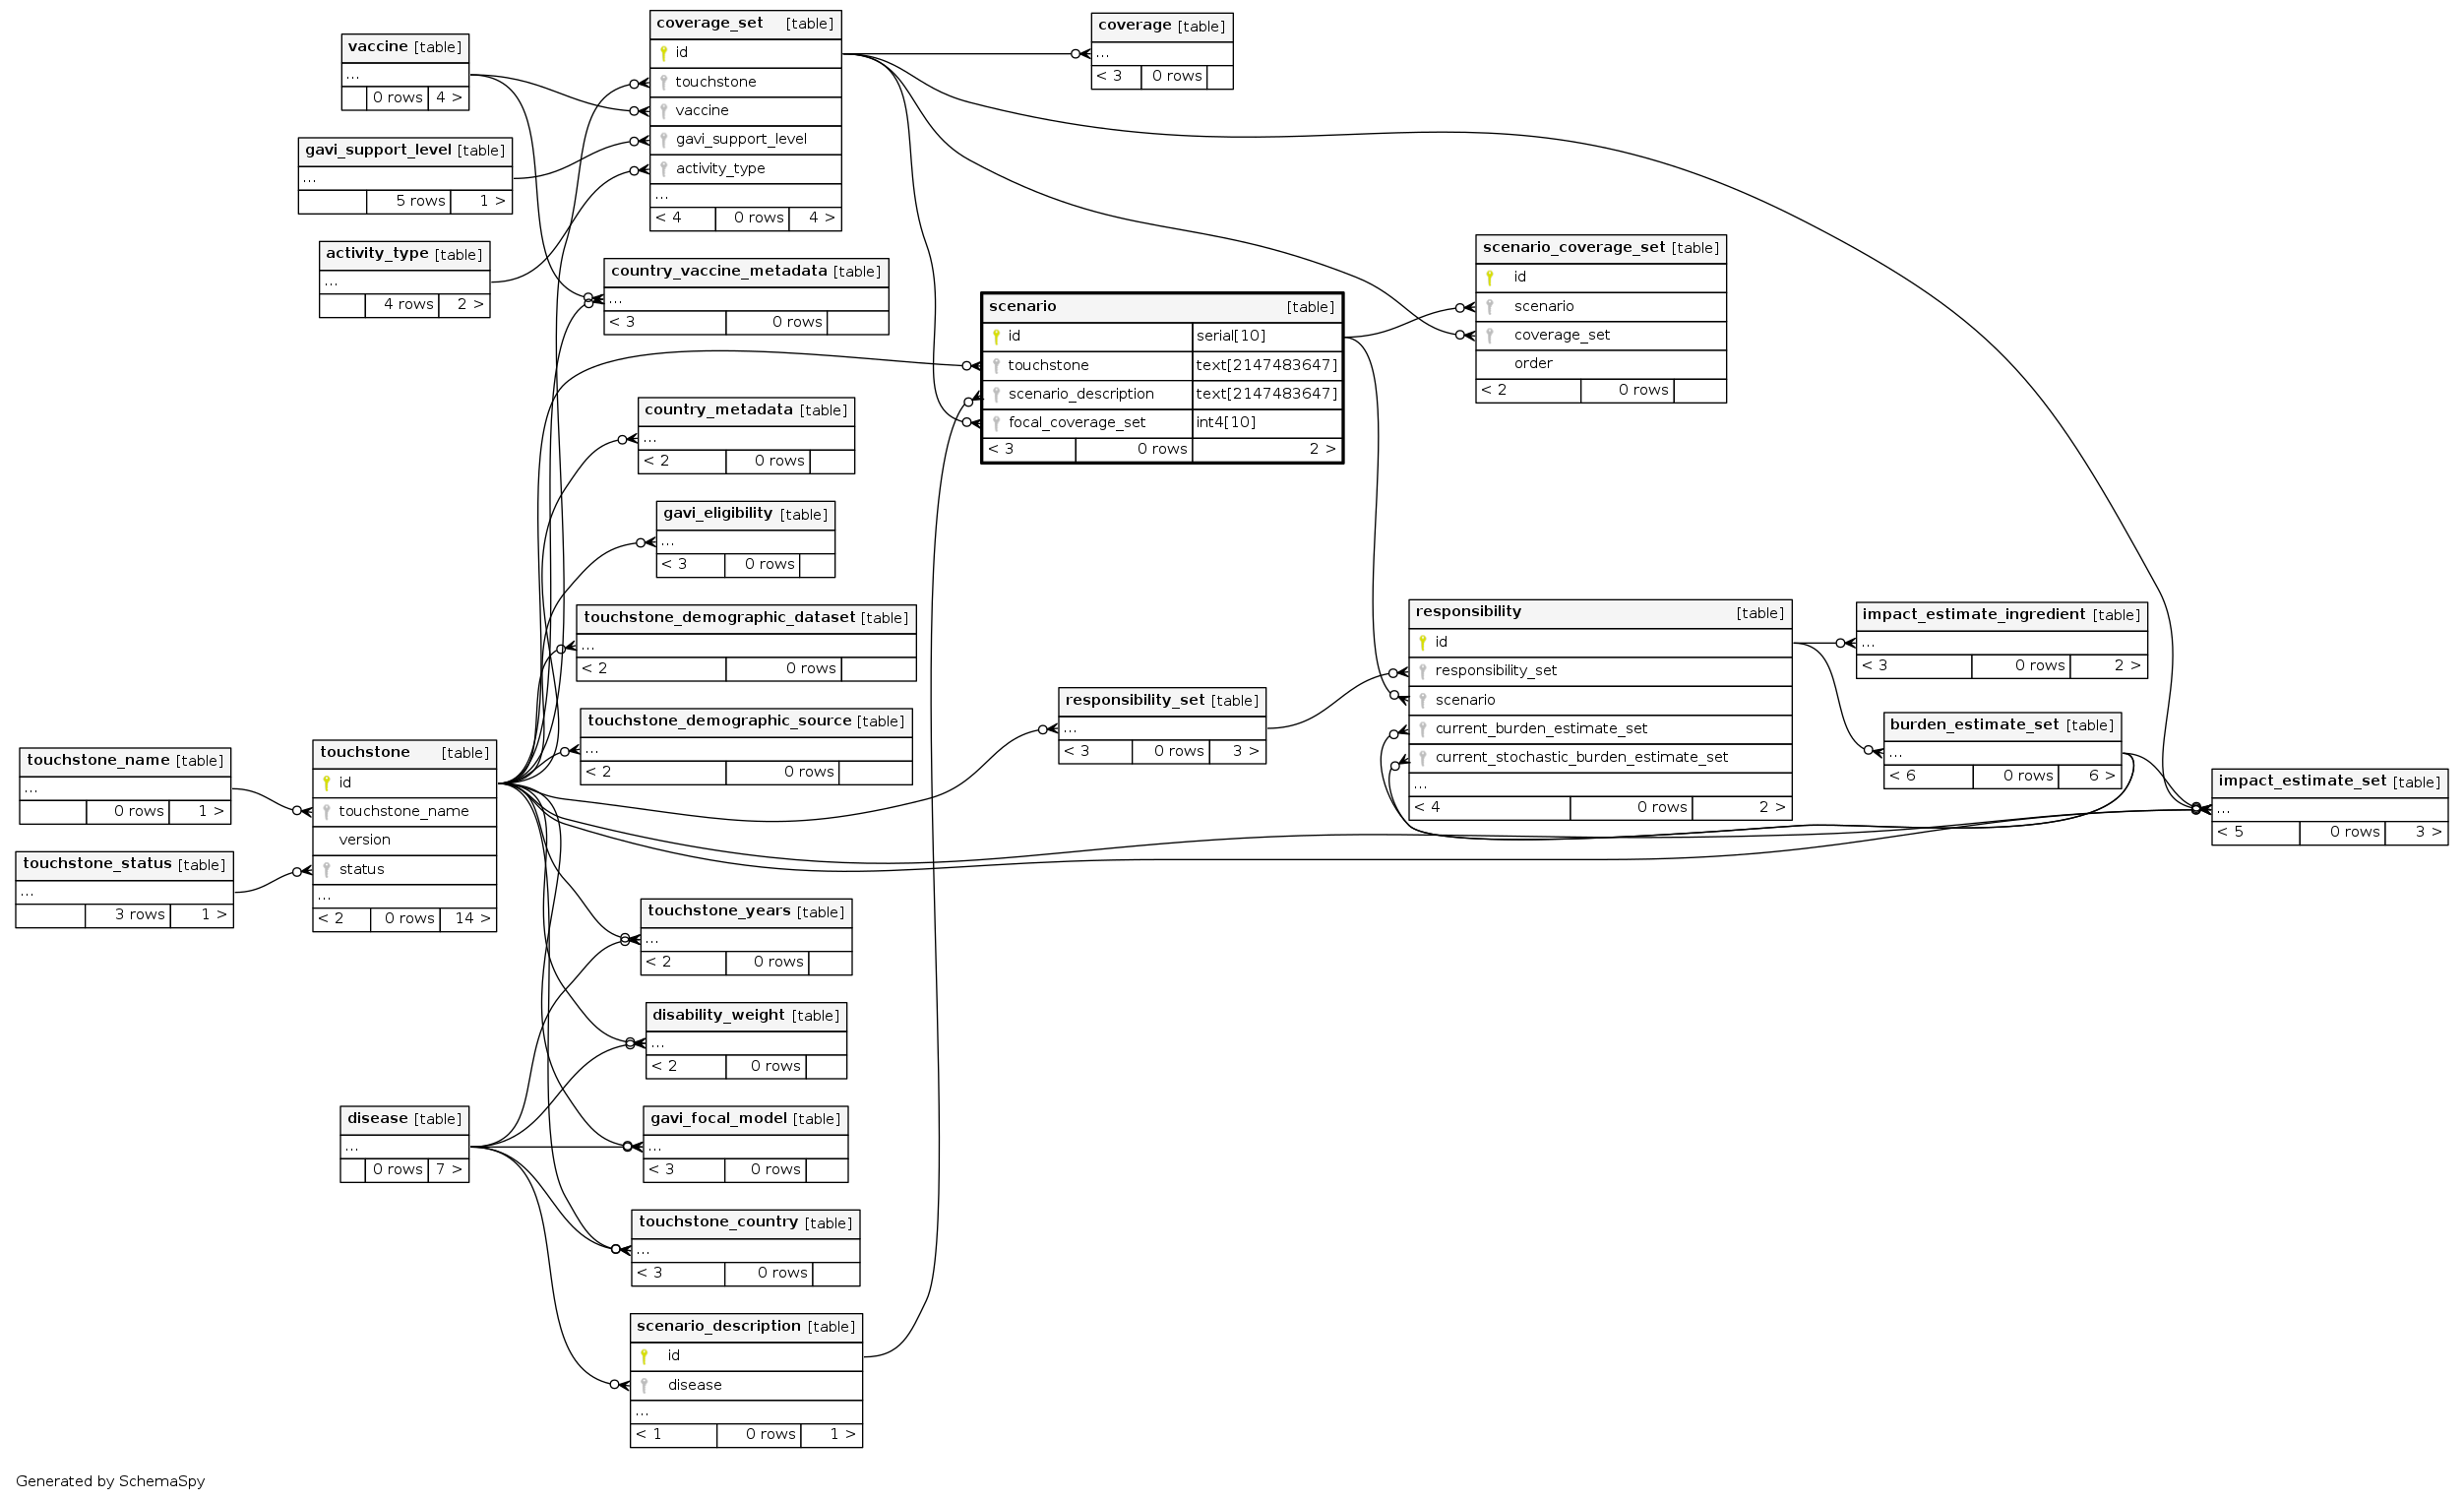 coverage_set [table]
id
touchstone
vaccine
gavi_support_level
activity_type
...
< 4 0 rows 4 >
coverage [table]
...
< 3 0 rows
vaccine [table]
...
0 rows 4 >
gavi_support_level [table]
...
5 rows 1 >
activity_type [table]
...
4 rows 2 >
country_vaccine_metadata [table]
...
< 3 0 rows
scenario_coverage_set [table]
id
scenario
coverage_set
order
< 2 0 rows
scenario [table]
id serial[10]
touchstone text[2147483647]
scenario_description text[2147483647]
focal_coverage_set int4[10]
< 3 0 rows 2 >
country_metadata [table]
...
< 2 0 rows
gavi_eligibility [table]
...
< 3 0 rows
touchstone_demographic_dataset [table]
...
< 2 0 rows
responsibility [table]
id
responsibility_set
scenario
current_burden_estimate_set
current_stochastic_burden_estimate_set
...
< 4 0 rows 2 >
impact_estimate_ingredient [table]
...
< 3 0 rows 2 >
responsibility_set [table]
...
< 3 0 rows 3 >
touchstone_demographic_source [table]
...
< 2 0 rows
burden_estimate_set [table]
...
< 6 0 rows 6 >
impact_estimate_set [table]
...
< 5 0 rows 3 >
touchstone_name [table]
...
0 rows 1 >
touchstone [table]
id
touchstone_name
version
status
...
< 2 0 rows 14 >
touchstone_status [table]
...
3 rows 1 >
touchstone_years [table]
...
< 2 0 rows
disability_weight [table]
...
< 2 0 rows
disease [table]
...
0 rows 7 >
gavi_focal_model [table]
...
< 3 0 rows
touchstone_country [table]
...
< 3 0 rows
scenario_description [table]
id
disease
...
< 1 0 rows 1 >
Generated by SchemaSpy